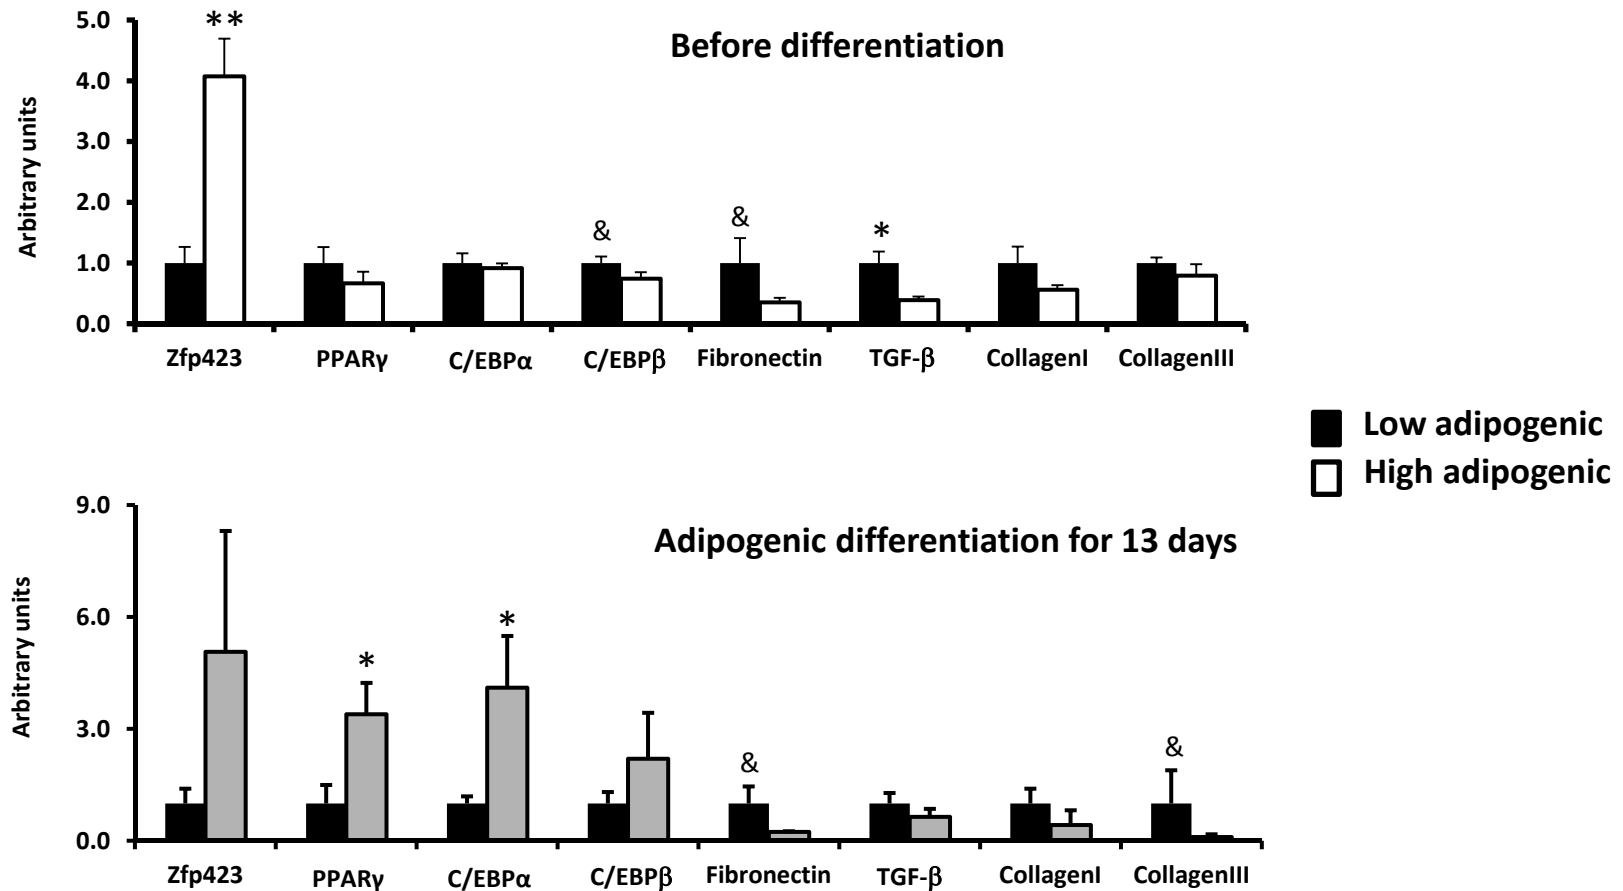 Before differentiation
Arbitrary units
5.0
4.0
3.0
2.0
1.0
0.0
**
&
&
*
Zfp423 PPARγ C/EBPα C/EBPβ Fibronectin TGF-β CollagenI CollagenIII
Low adipogenic
High adipogenic
Adipogenic differentiation for 13 days
Arbitrary units
9.0
6.0
3.0
0.0
*
*
&
&
Zfp423 PPARγ C/EBPα C/EBPβ Fibronectin TGF-β CollagenI CollagenIII